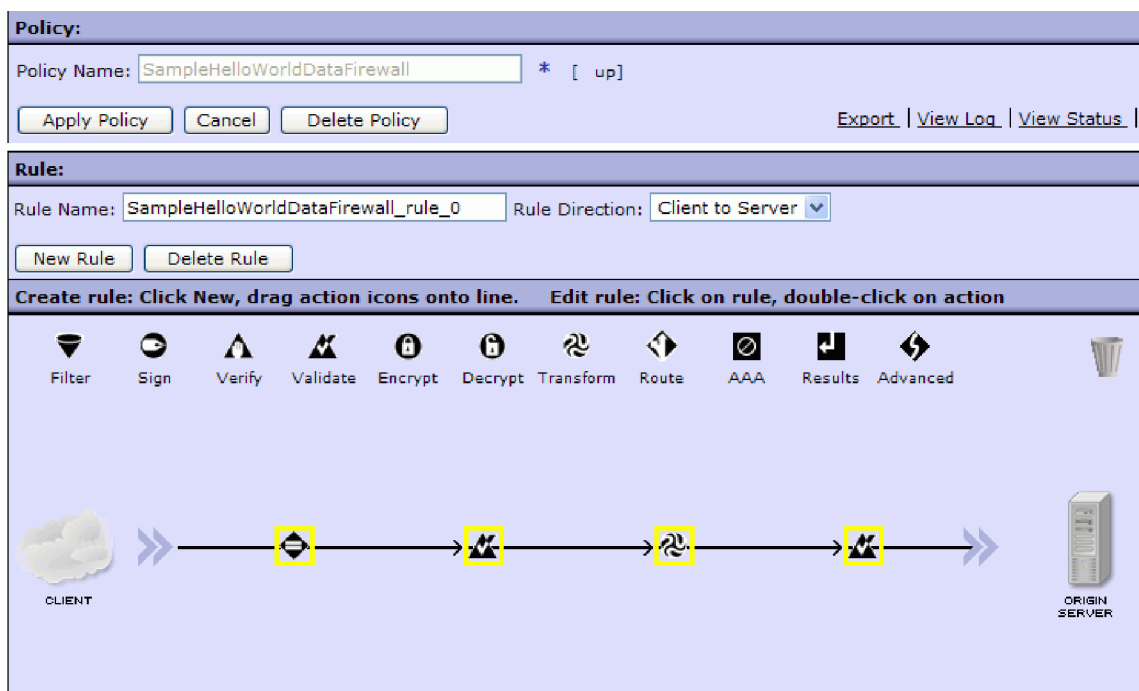 Policy:
Policy Name: SampleHelloWorldDataFirewall * [ up]
Apply Policy Cancel Delete Policy Export | View Log | View Status |
Rule:
Rule Name: SampleHelloWorldDataFirewall_rule_0 Rule Direction: Client to Server
New Rule Delete Rule
Create rule: Click New, drag action icons onto line. Edit rule: Click on rule, double-click on action
Filter Sign Verify Validate Encrypt Decrypt Transform Route AAA Results Advanced
CLIENT ORIGIN
SERVER